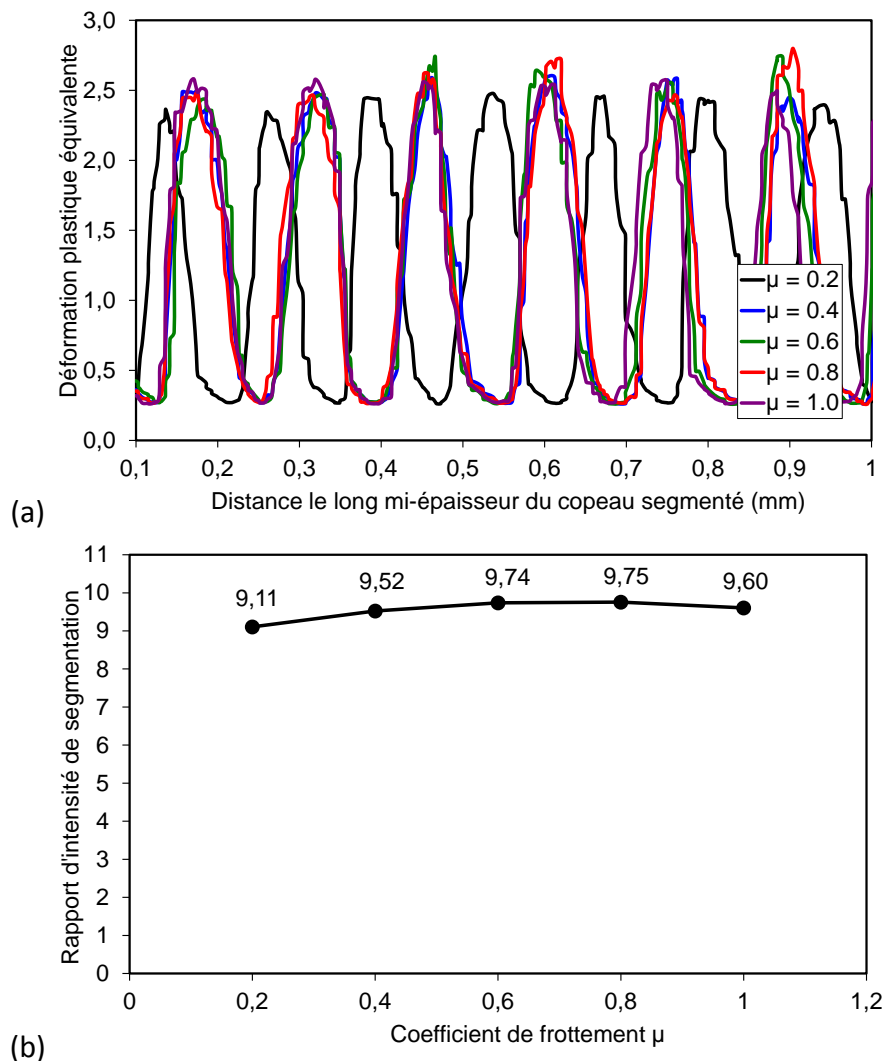 Déformation plastique équivalente
3,0
2,5
2,0
1,5
1,0
0,5
0,0
0,1 0,2 0,3 0,4 0,5 0,6 0,7 0,8 0,9 1
µ = 0.2
µ = 0.4
µ = 0.6
µ = 0.8
µ = 1.0
Distance le long mi-épaisseur du copeau segmenté (mm)
(a)
Rapport d'intensité de segmentation
11
10
9
8
7
6
5
4
3
2
1
0
9,11 9,52 9,74 9,75 9,60
0 0,2 0,4 0,6 0,8 1 1,2
Coefficient de frottement µ
(b)